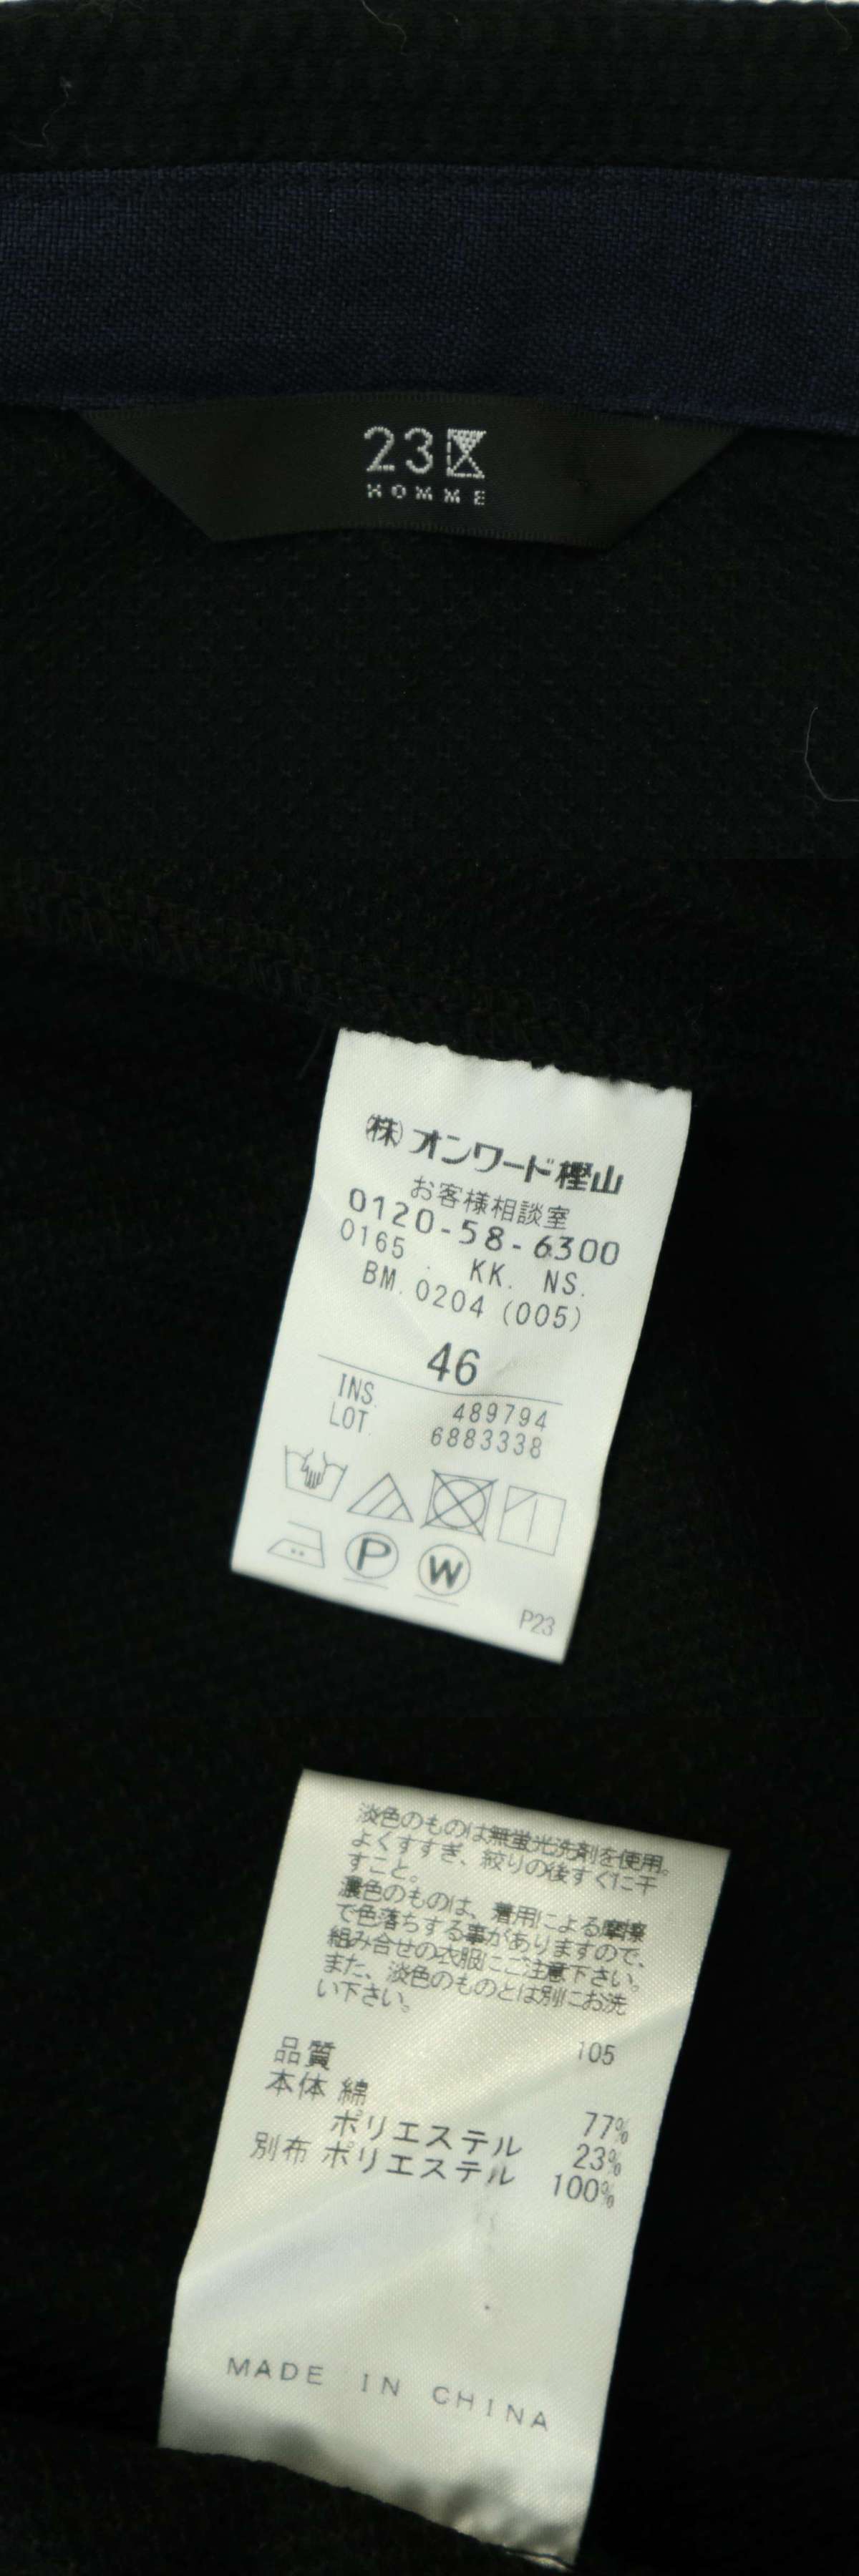 23区
HOMME
㈱オンワード樫山
お客様相談室
0120-58-6300
0165 KK. NS.
BM. 0204 (005)
46
INS. 489794
LOT. 6883338
P
W
P23
淡色のものは無蛍光洗剤を使用。
よくすすぎ、絞りの後すぐに干
すこと。
濃色のものは、着用による摩擦
で色落ちする事がありますので、
組み合せの衣服にご注意下さい。
また、淡色のものとは別にお洗
い下さい。
品質 105
本体 綿 77%
ポリエステル 23%
別布 ポリエステル 100%
MADE IN CHINA